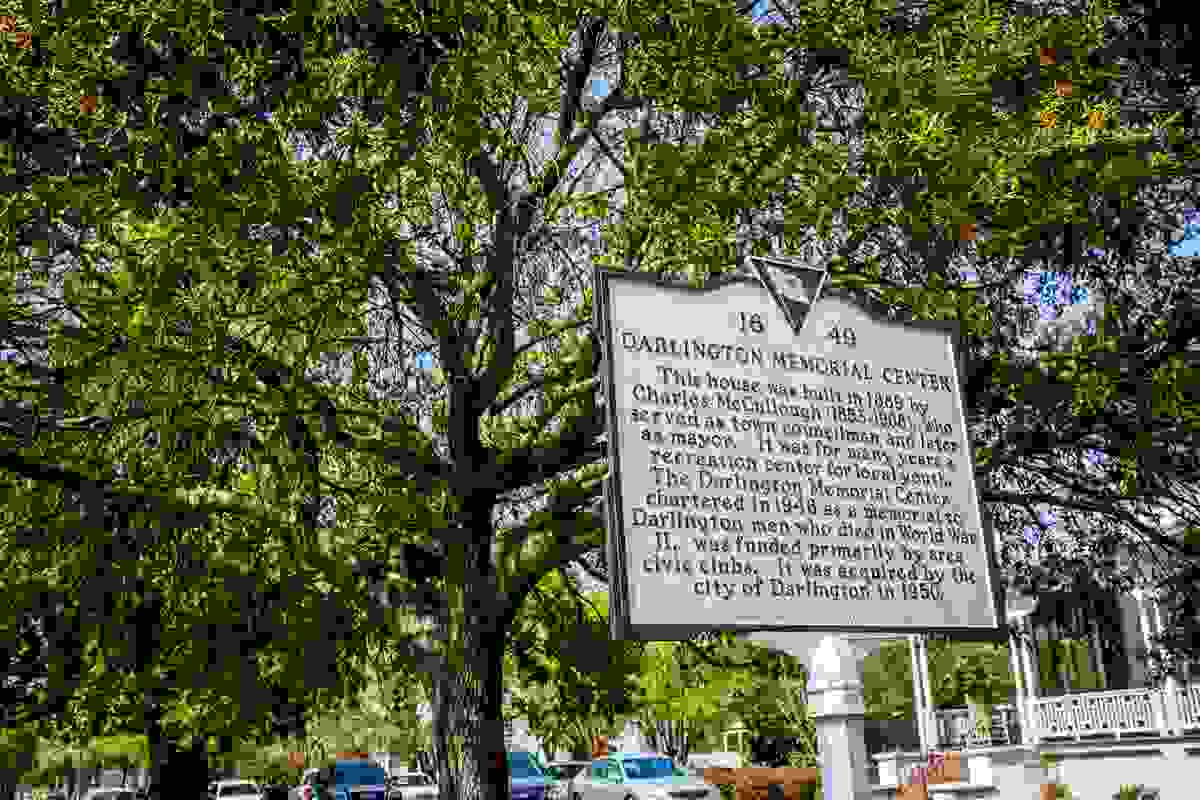 16 49
DARLINGTON MEMORIAL CENTER
This house was built in 1889 by
Charles McCullough (1853-1908), who
served as town councilman and later
as mayor. It was for many years a
recreation center for local youth.
The Darlington Memorial Center,
chartered in 1946 as a memorial to
Darlington men who died in World War
II, was funded primarily by area
civic clubs. It was acquired by the
city of Darlington in 1950.